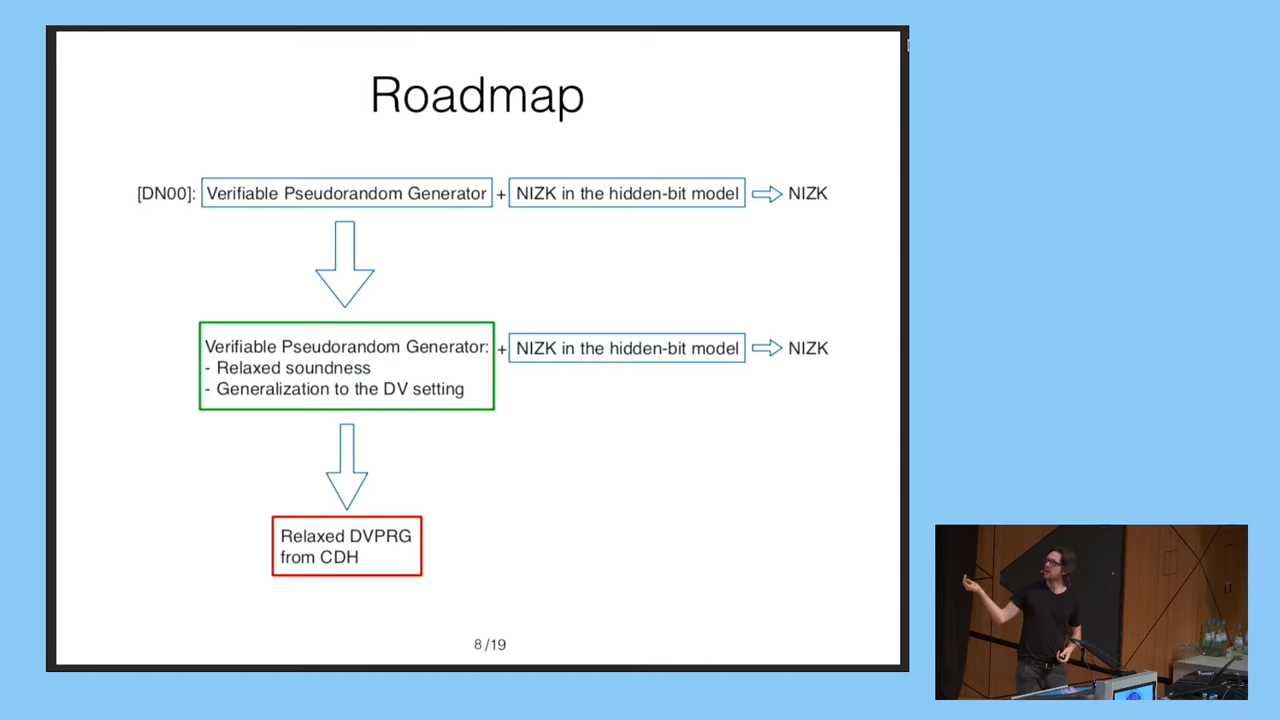 Roadmap
[DN00]: Verifiable Pseudorandom Generator + NIZK in the hidden-bit model NIZK
Verifiable Pseudorandom Generator:
- Relaxed soundness
- Generalization to the DV setting
+ NIZK in the hidden-bit model NIZK
Relaxed DVPRG
from CDH
8 /19